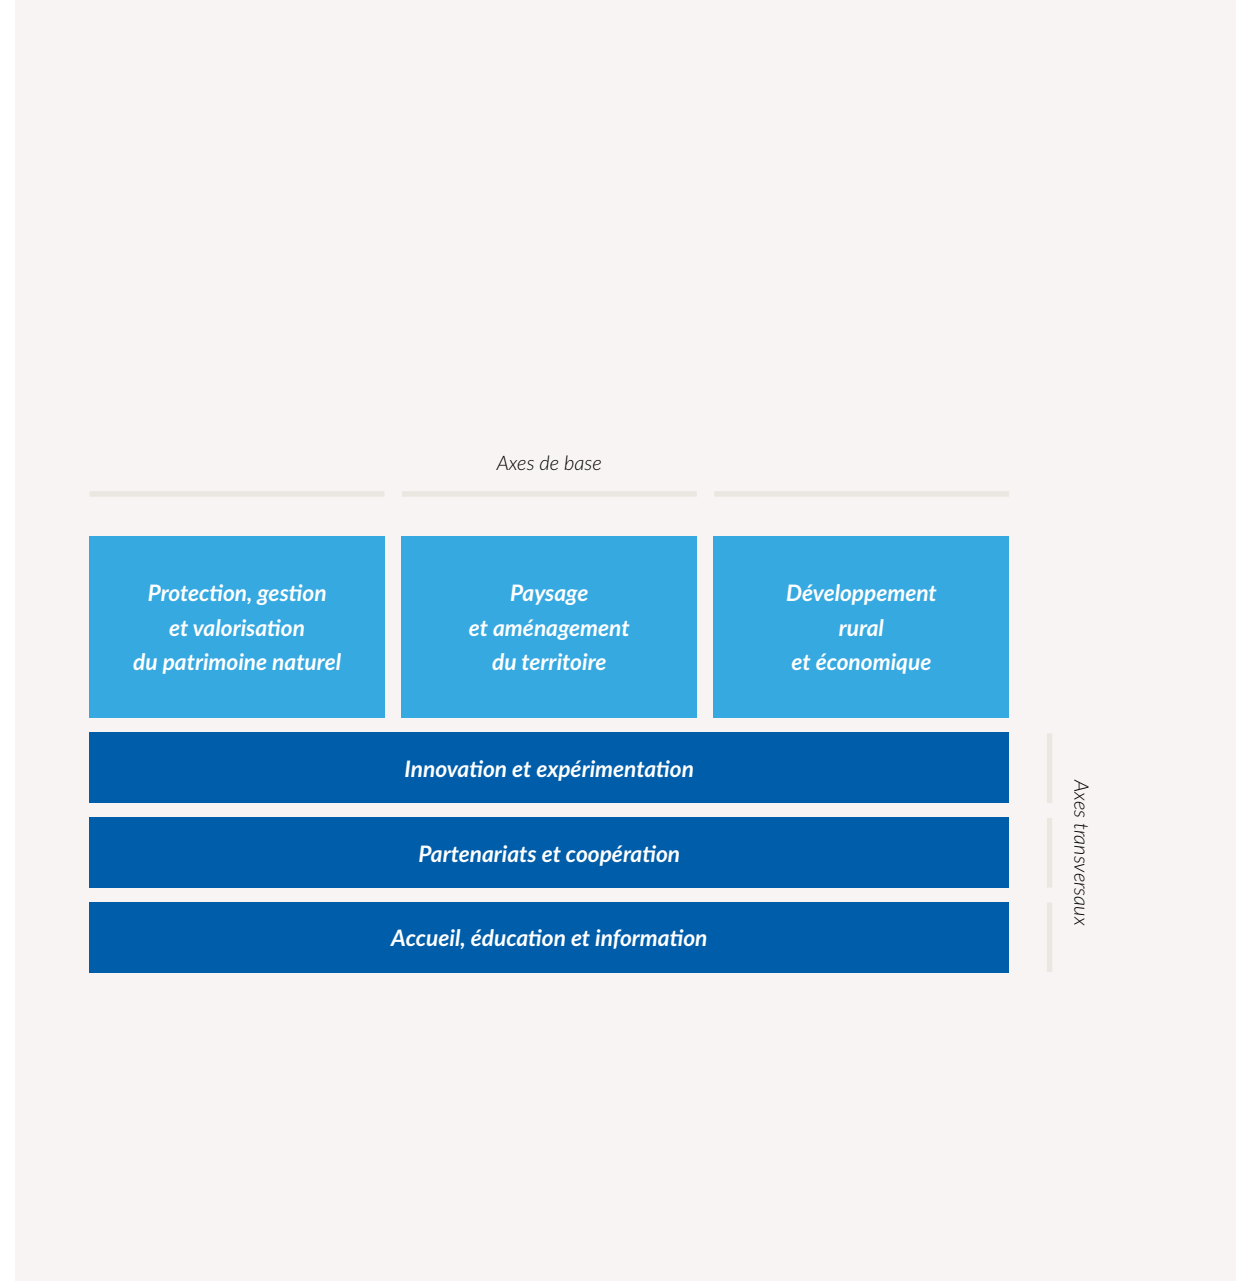 Axes de base
Protection, gestion
et valorisation
du patrimoine naturel
Paysage
et aménagement
du territoire
Développement
rural
et économique
Innovation et expérimentation
Partenariats et coopération
Accueil, éducation et information
Axes transversaux